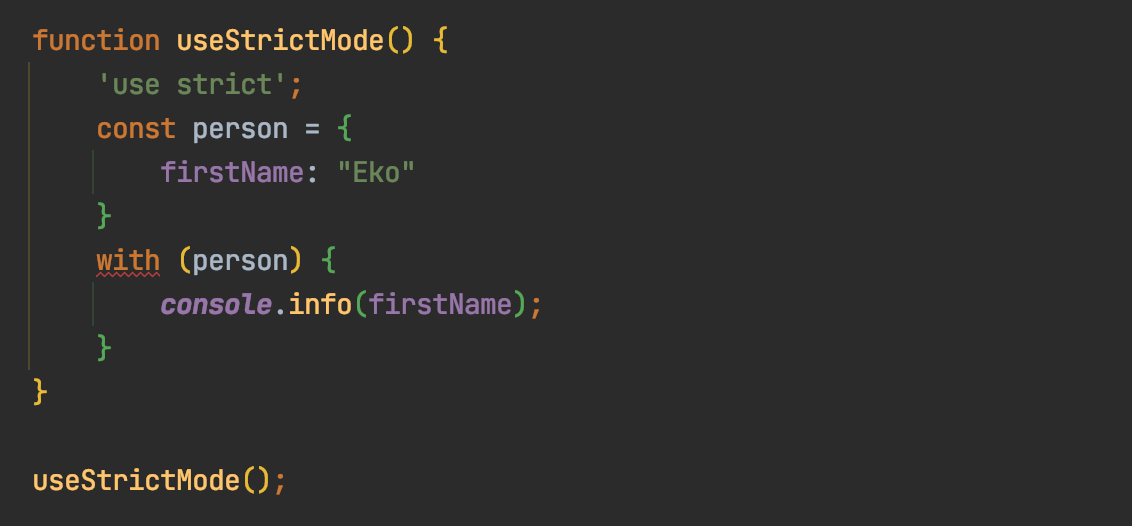 function useStrictMode() {
    'use strict';
    const person = {
        firstName: "Eko"
    }
    with (person) {
        console.info(firstName);
    }
}

useStrictMode();